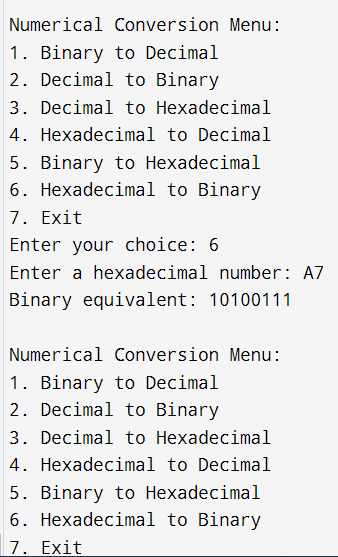 Numerical Conversion Menu:
1. Binary to Decimal
2. Decimal to Binary
3. Decimal to Hexadecimal
4. Hexadecimal to Decimal
5. Binary to Hexadecimal
6. Hexadecimal to Binary
7. Exit
Enter your choice: 6
Enter a hexadecimal number: A7
Binary equivalent: 10100111

Numerical Conversion Menu:
1. Binary to Decimal
2. Decimal to Binary
3. Decimal to Hexadecimal
4. Hexadecimal to Decimal
5. Binary to Hexadecimal
6. Hexadecimal to Binary
7. Exit